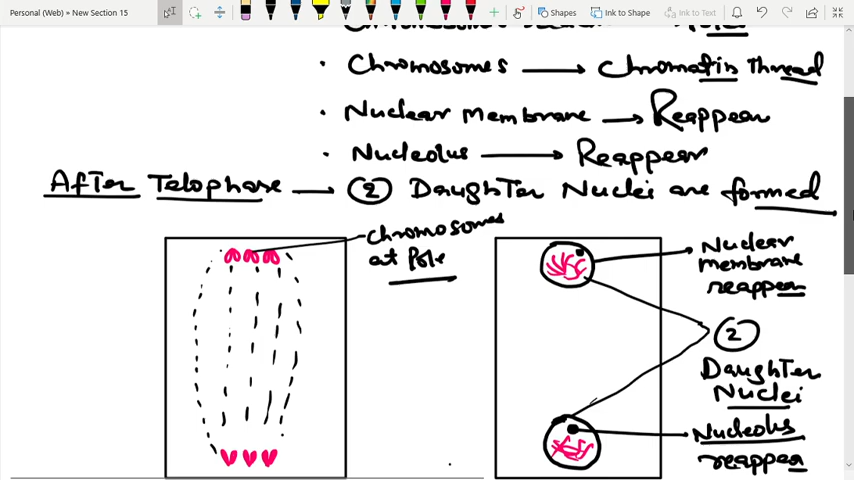 Personal (Web) » New Section 15
Shapes
Ink to Shape
Ink to Text
• Chromosomes → Chromatin Thread
• Nuclear Membrane → Reappear
• Nucleolus → Reappear
After Telophase → ② Daughter Nuclei are formed
Chromosomes
at Pole
Nuclear
membrane
reappear
②
Daughter
Nuclei
Nucleolus
reappear